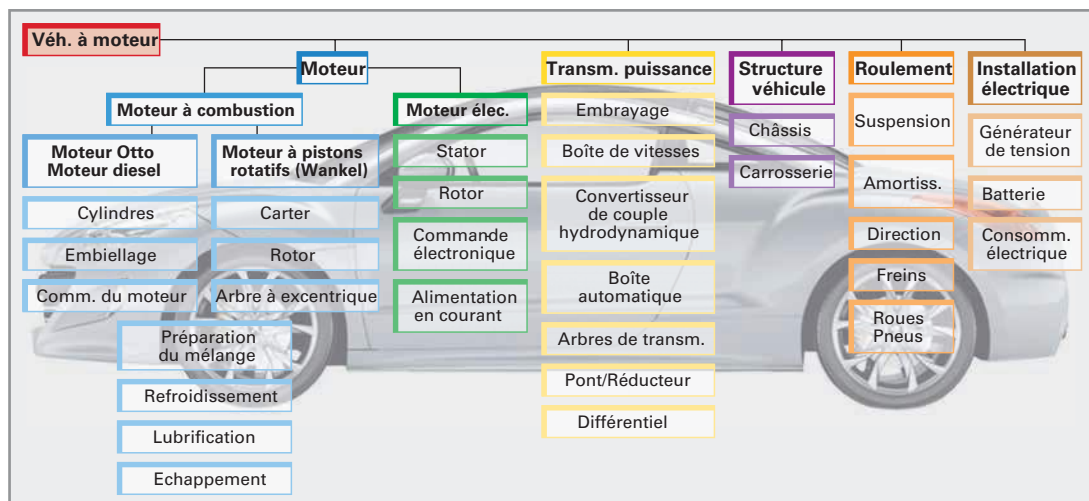 Véh. à moteur
Moteur
Moteur à combustion
Moteur Otto
Moteur diesel
Cylindres
Embiellage
Comm. du moteur
Moteur à pistons
rotatifs (Wankel)
Carter
Rotor
Arbre à excentrique
Préparation
du mélange
Refroidissement
Lubrification
Echappement
Moteur élec.
Stator
Rotor
Commande
électronique
Alimentation
en courant
Transm. puissance
Embrayage
Boîte de vitesses
Convertisseur
de couple
hydrodynamique
Boîte
automatique
Arbres de transm.
Pont/Réducteur
Différentiel
Structure
véhicule
Châssis
Carrosserie
Roulement
Suspension
Amortiss.
Direction
Freins
Roues
Pneus
Installation
électrique
Générateur
de tension
Batterie
Consomm.
électrique